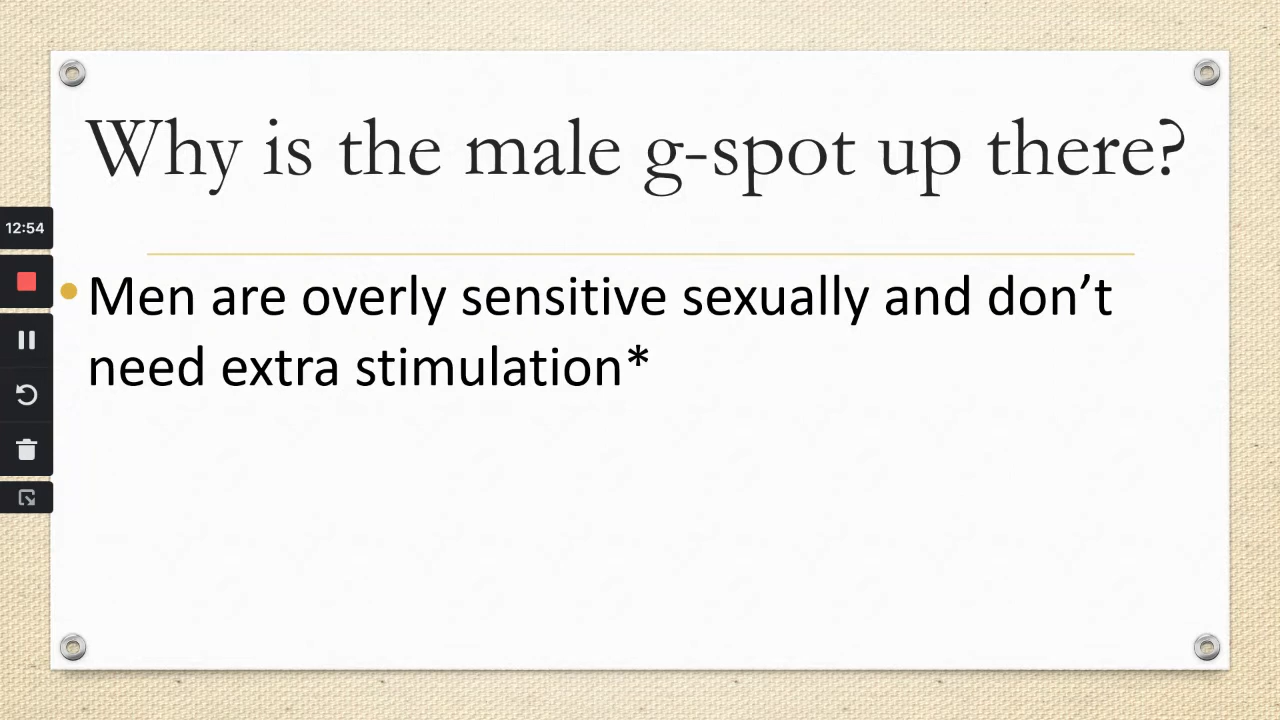 Why is the male g-spot up there?
12:54
• Men are overly sensitive sexually and don’t
need extra stimulation*